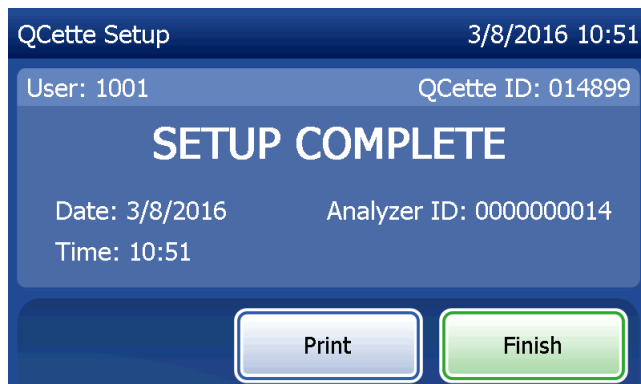 QCette Setup 3/8/2016 10:51
User: 1001 QCette ID: 014899
SETUP COMPLETE
Date: 3/8/2016 Analyzer ID: 0000000014
Time: 10:51
Print Finish